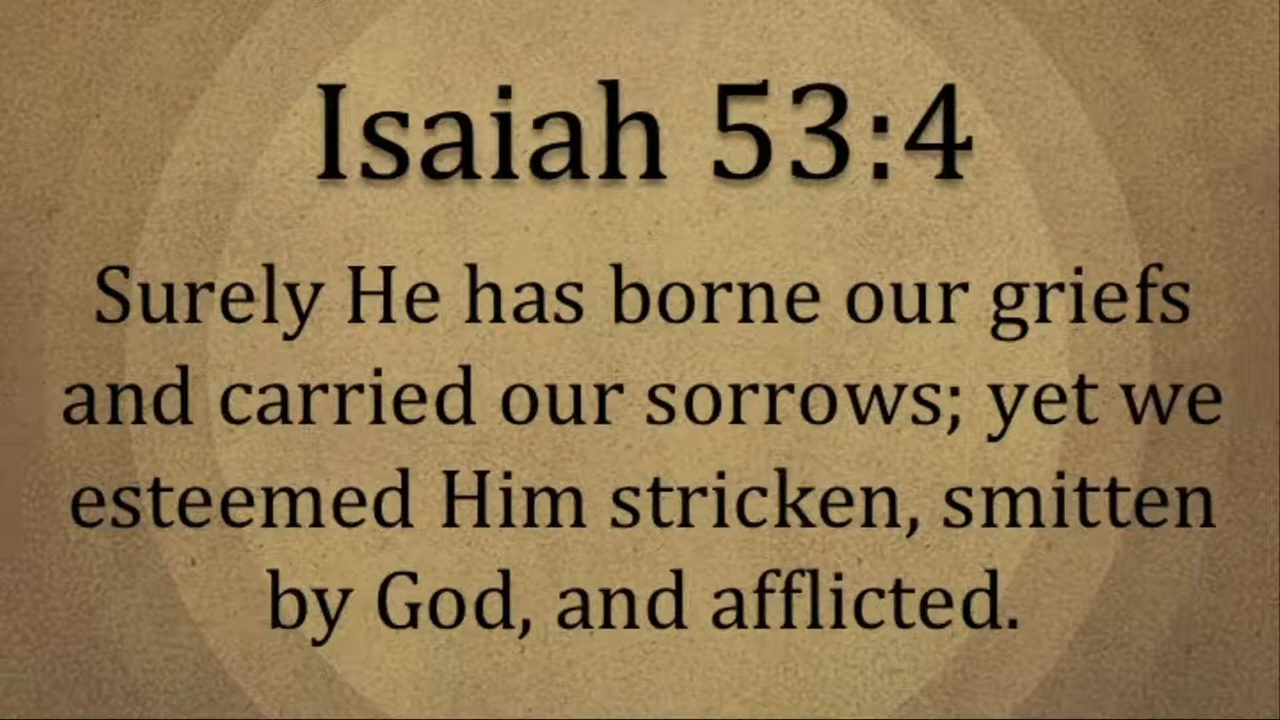 Isaiah 53:4
Surely He has borne our griefs
and carried our sorrows; yet we
esteemed Him stricken, smitten
by God, and afflicted.